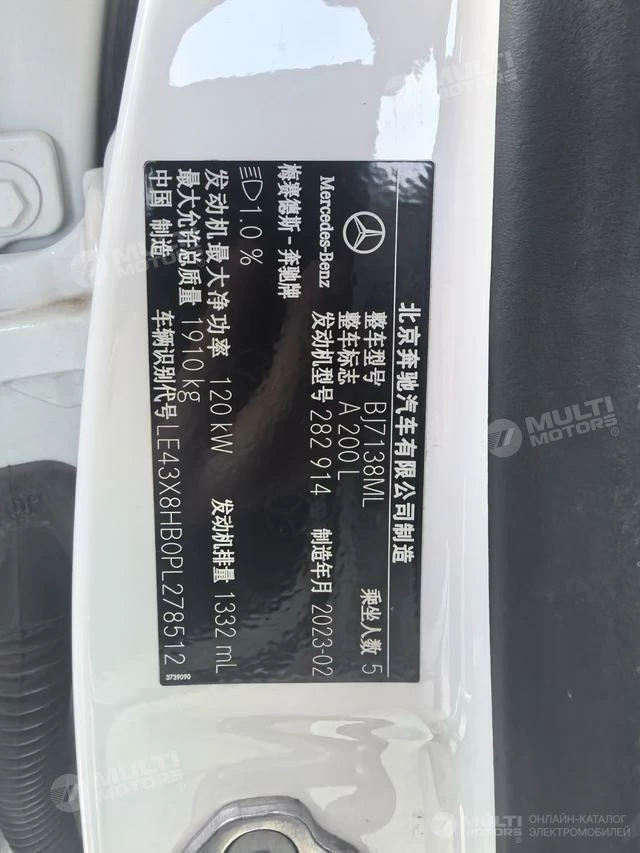 北京奔驰汽车有限公司制造
Mercedes-Benz
梅赛德斯-奔驰牌
整车型号 BJ7138ML 乘坐人数 5
整车标志 A 200 L
发动机型号 282 914 制造年月 2023-02
1.0 %
发动机最大净功率 120 kW 发动机排量 1332 mL
最大允许总质量 1910 kg
中国 制造 车辆识别代号 LE43X8HB0PL278512
3739090
MULTI
MOTORS
MULTI
MOTORS
MULTI
MOTORS
MULTI
MOTORS
MULTI
MOTORS
ОНЛАЙН-КАТАЛОГ
ЭЛЕКТРОМОБИЛЕЙ